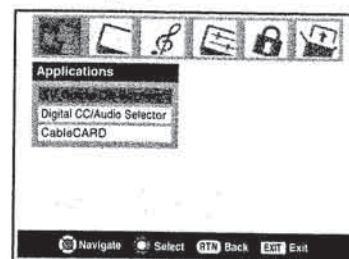 Applications
Digital CC/Audio Selector
CableCARD
Navigate Select RTN Back EXIT Exit